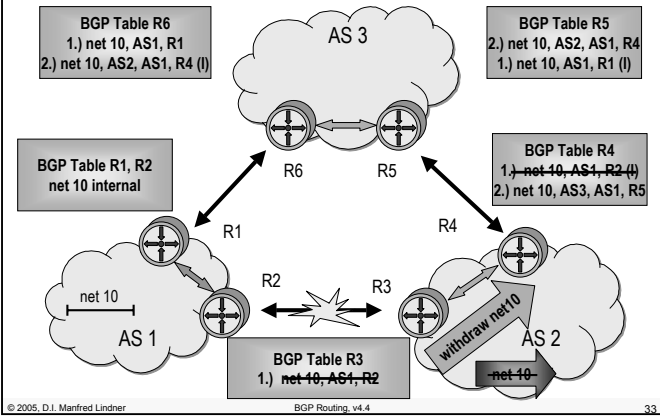 BGP Table R6
1.) net 10, AS1, R1
2.) net 10, AS2, AS1, R4 (I)
AS 3
BGP Table R5
2.) net 10, AS2, AS1, R4
1.) net 10, AS1, R1 (I)
R6
R5
BGP Table R4
1.) net 10, AS1, R2 (I)
2.) net 10, AS3, AS1, R5
BGP Table R1, R2
net 10 internal
R1
R4
R2
R3
net 10
AS 1
withdraw net10
AS 2
net 10
BGP Table R3
1.) net 10, AS1, R2
© 2005, D.I. Manfred Lindner
BGP Routing, v4.4
33